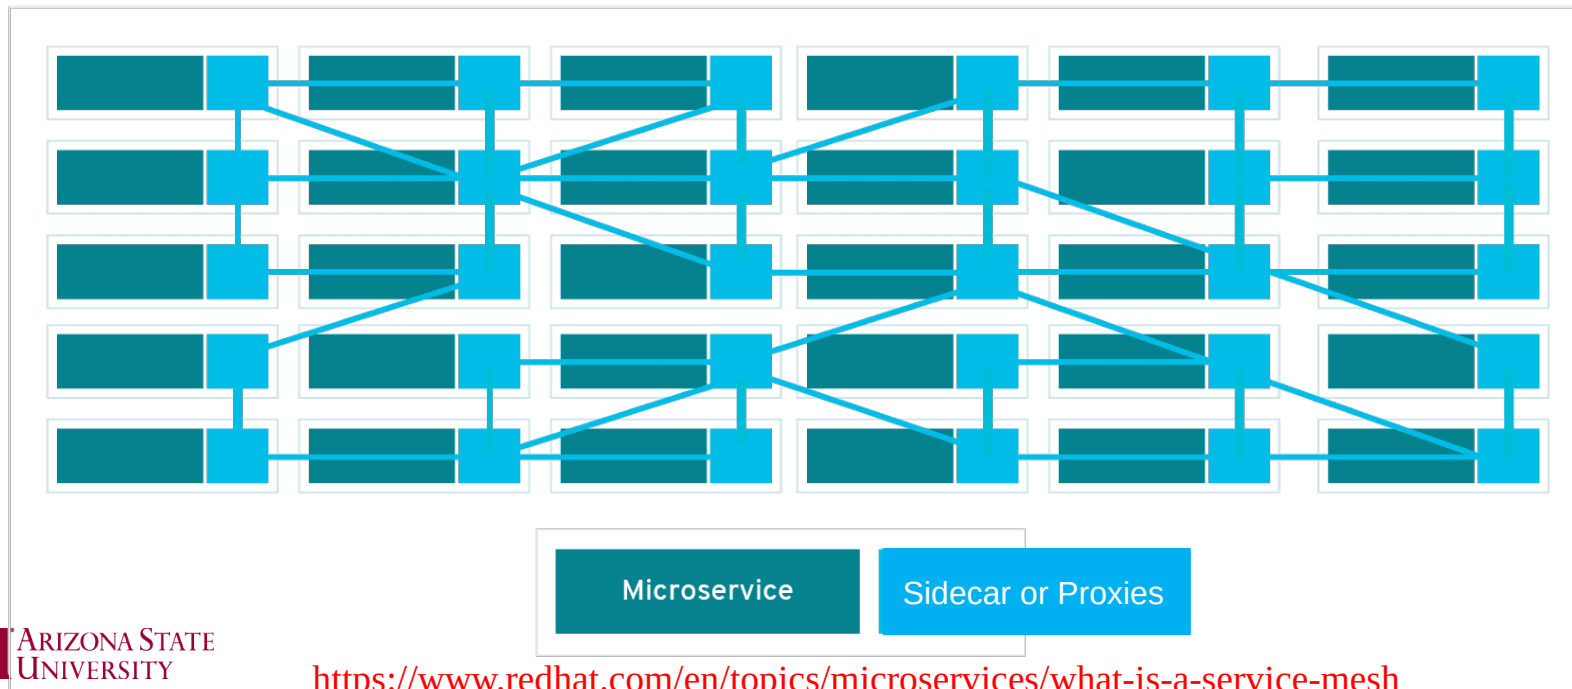 Microservice
Sidecar or Proxies
ARIZONA STATE
UNIVERSITY
https://www.redhat.com/en/topics/microservices/what-is-a-service-mesh